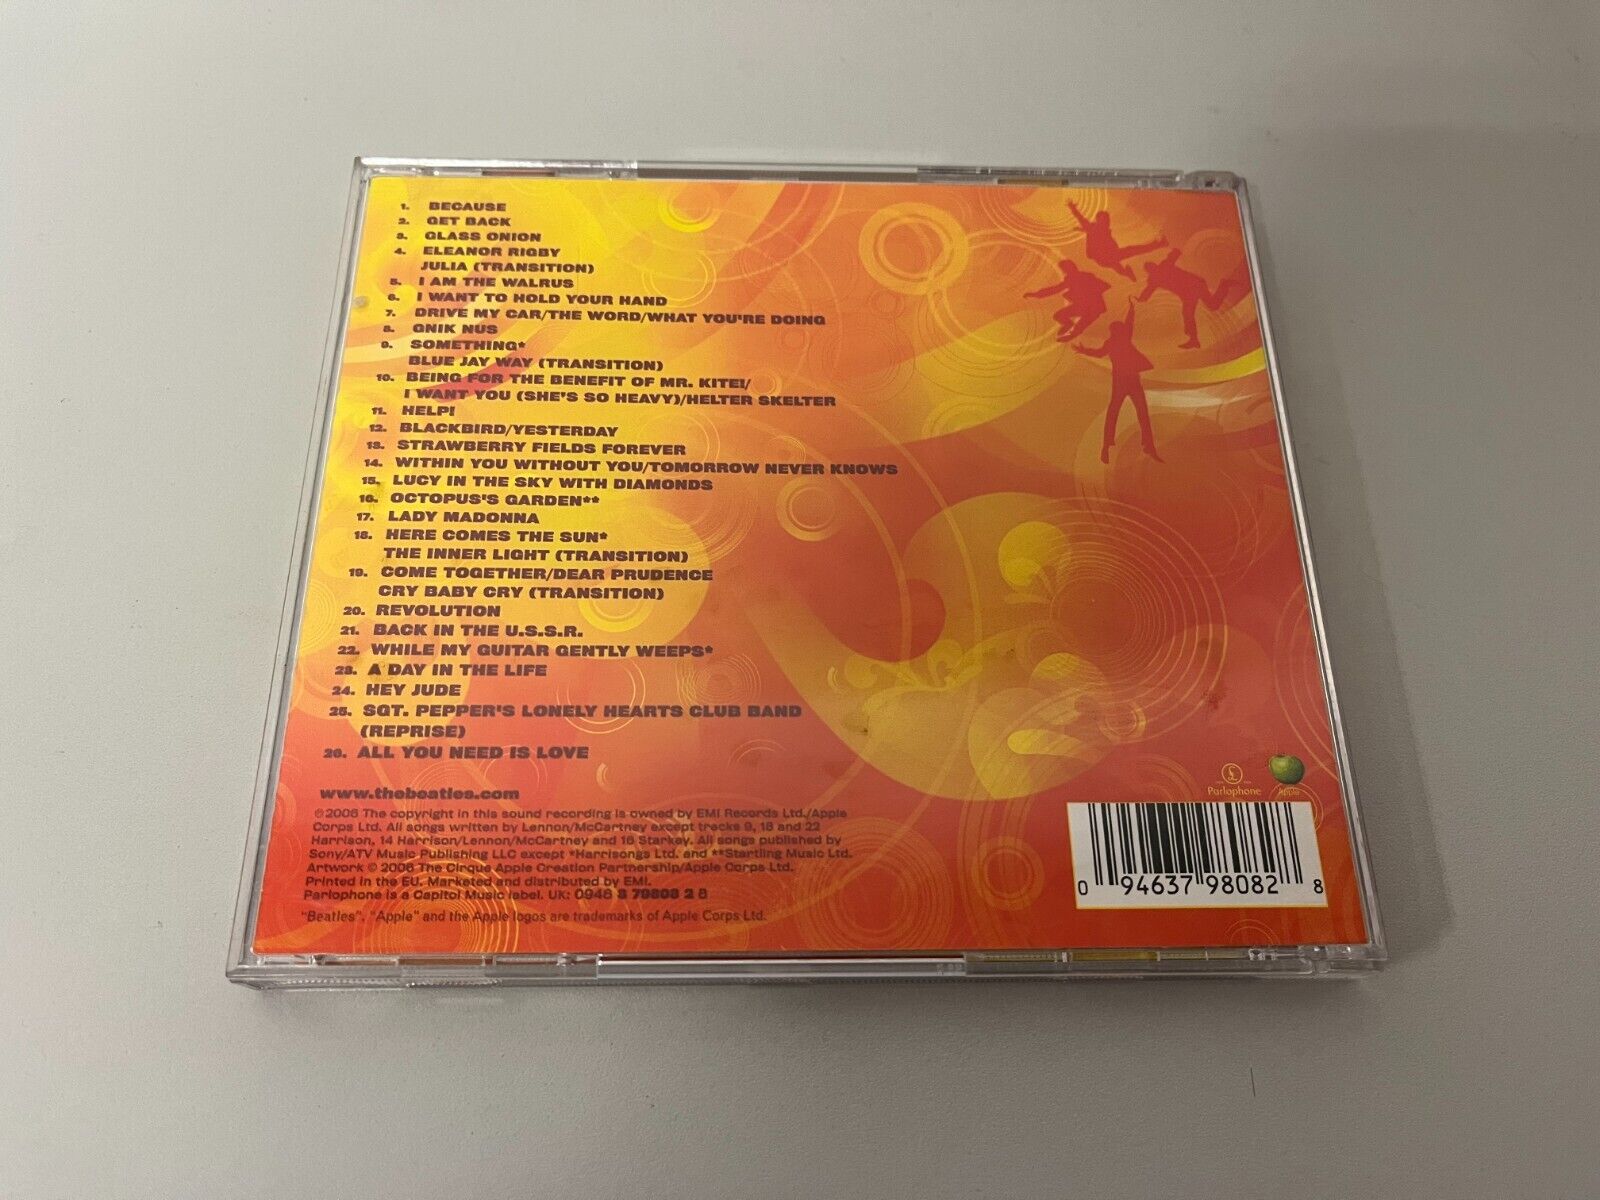 1. BECAUSE
2. GET BACK
3. GLASS ONION
4. ELEANOR RIGBY
JULIA (TRANSITION)
5. I AM THE WALRUS
6. I WANT TO HOLD YOUR HAND
7. DRIVE MY CAR/THE WORD/WHAT YOU'RE DOING
8. GNIK NUS
9. SOMETHING*
BLUE JAY WAY (TRANSITION)
10. BEING FOR THE BENEFIT OF MR. KITE!/
I WANT YOU (SHE'S SO HEAVY)/HELTER SKELTER
11. HELP!
12. BLACKBIRD/YESTERDAY
13. STRAWBERRY FIELDS FOREVER
14. WITHIN YOU WITHOUT YOU/TOMORROW NEVER KNOWS
15. LUCY IN THE SKY WITH DIAMONDS
16. OCTOPUS'S GARDEN**
17. LADY MADONNA
18. HERE COMES THE SUN*
THE INNER LIGHT (TRANSITION)
19. COME TOGETHER/DEAR PRUDENCE
CRY BABY CRY (TRANSITION)
20. REVOLUTION
21. BACK IN THE U.S.S.R.
22. WHILE MY GUITAR GENTLY WEEPS*
23. A DAY IN THE LIFE
24. HEY JUDE
25. SGT. PEPPER'S LONELY HEARTS CLUB BAND
(REPRISE)
26. ALL YOU NEED IS LOVE
www.thebeatles.com
℗2006 The copyright in this sound recording is owned by EMI Records Ltd./Apple
Corps Ltd. All songs written by Lennon/McCartney except tracks 9, 18 and 22
Harrison, 14 Harrison/Lennon/McCartney and 16 Starkey. All songs published by
Sony/ATV Music Publishing LLC except *Harrisongs Ltd. and **Startling Music Ltd.
Artwork ©2006 The Cirque Apple Creation Partnership/Apple Corps Ltd.
Printed in the EU. Marketed and distributed by EMI.
Parlophone is a Capitol Music label. UK: 0946 3 79808 2 8
"Beatles", "Apple" and the Apple logos are trademarks of Apple Corps Ltd.
£
Parlophone
Apple
0 94637 98082 8